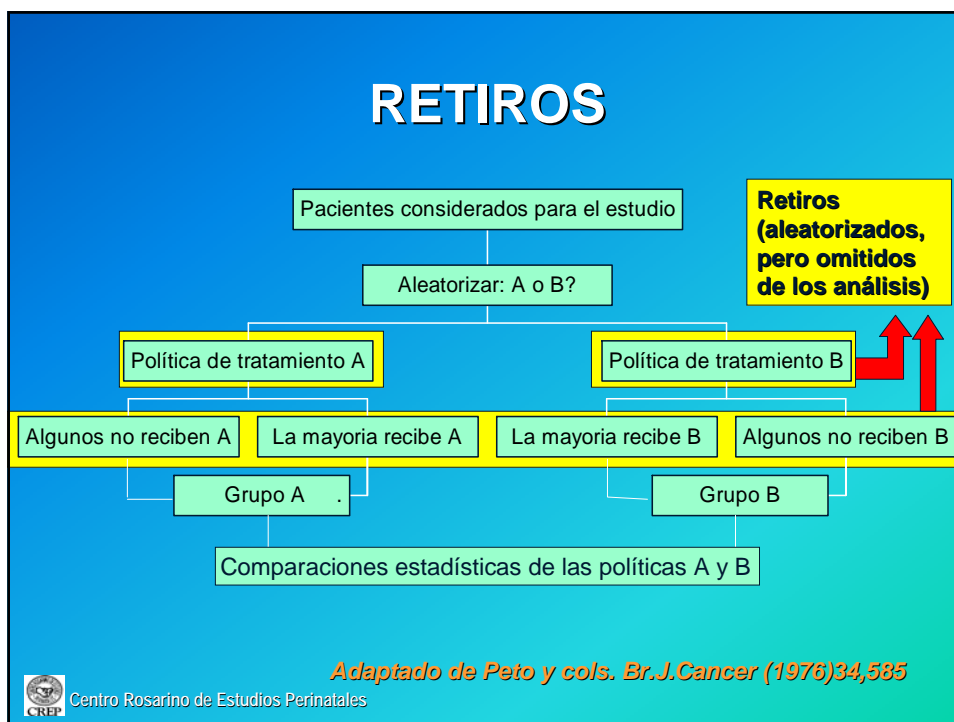 RETIROS
Pacientes considerados para el estudio
Retiros
(aleatorizados,
pero omitidos
de los análisis)
Aleatorizar: A o B?
Política de tratamiento A
Política de tratamiento B
Algunos no reciben A
La mayoria recibe A
La mayoria recibe B
Algunos no reciben B
Grupo A .
Grupo B
Comparaciones estadísticas de las políticas A y B
Adaptado de Peto y cols. Br.J.Cancer (1976)34,585
CREP
Centro Rosarino de Estudios Perinatales